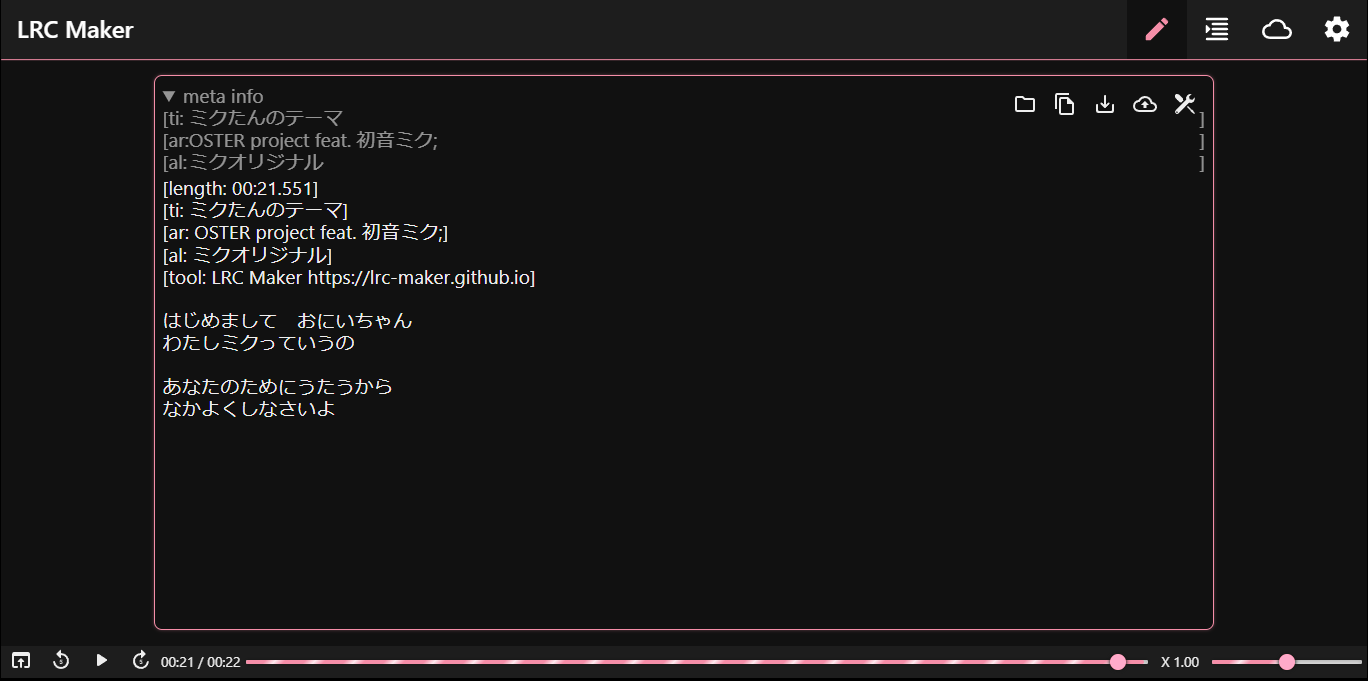 LRC Maker
▼ meta info
[ti: ミクたんのテーマ ]
[ar:OSTER project feat. 初音ミク; ]
[al:ミクオリジナル ]
[length: 00:21.551]
[ti: ミクたんのテーマ]
[ar: OSTER project feat. 初音ミク;]
[al: ミクオリジナル]
[tool: LRC Maker https://lrc-maker.github.io]
はじめまして　おにいちゃん
わたしミクっていうの
あなたのためにうたうから
なかよくしなさいよ
5 5 00:21 / 00:22 X 1.00